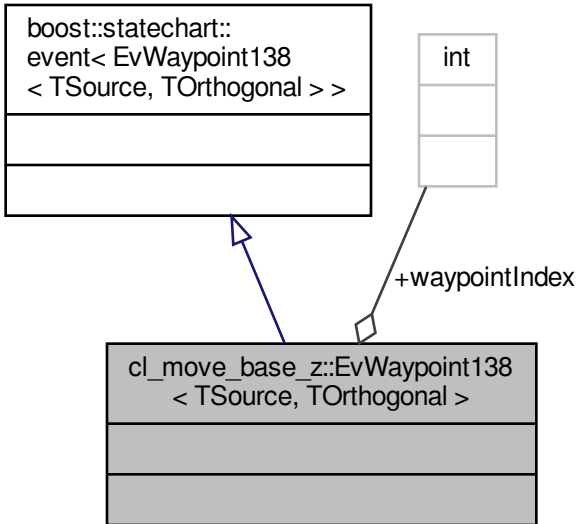 boost::statechart::
event< EvWaypoint138
< TSource, TOrthogonal > >
int
+waypointIndex
cl_move_base_z::EvWaypoint138
< TSource, TOrthogonal >